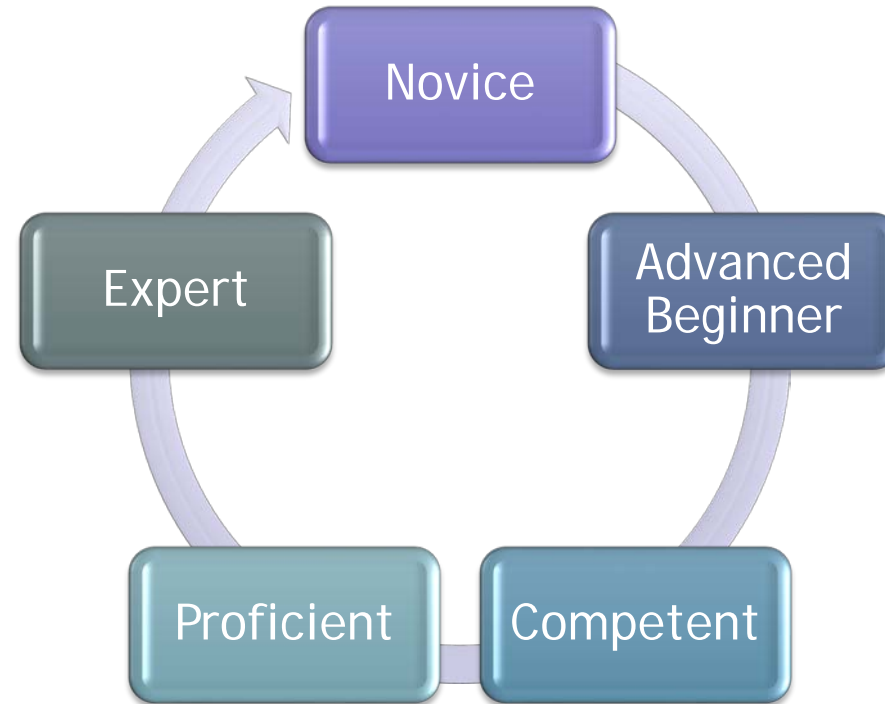 Novice
Advanced
Beginner
Competent
Proficient
Expert